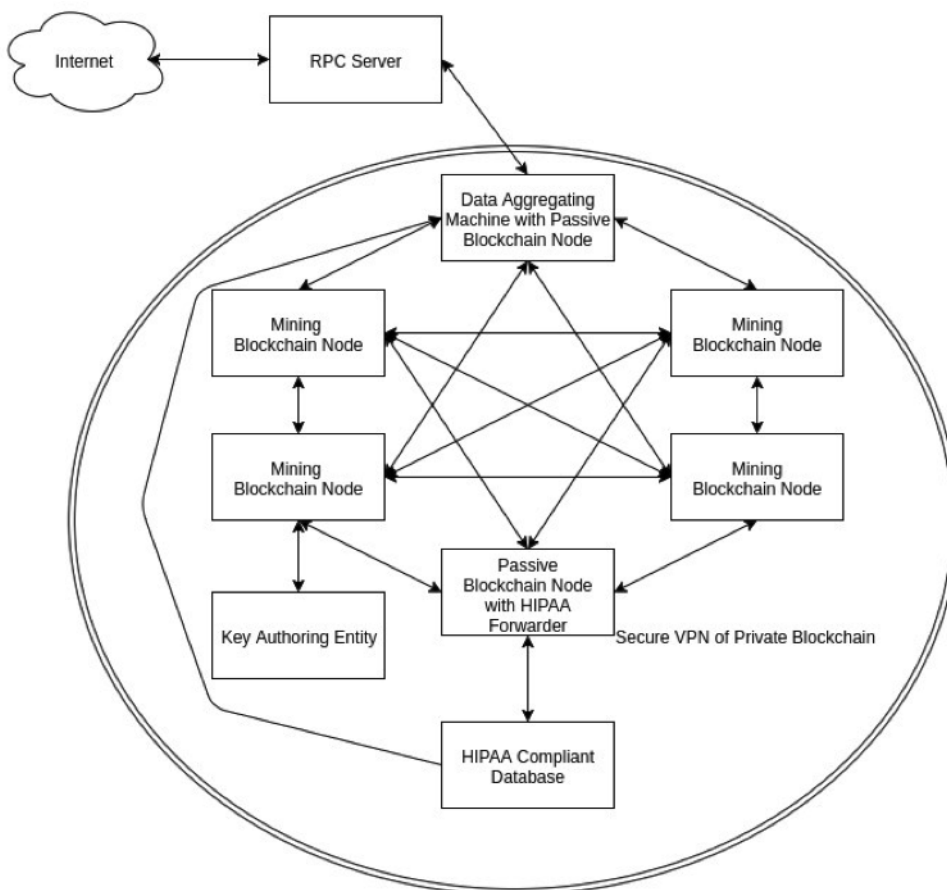 Internet
RPC Server
Data Aggregating
Machine with Passive
Blockchain Node
Mining
Blockchain Node
Mining
Blockchain Node
Mining
Blockchain Node
Mining
Blockchain Node
Passive
Blockchain Node
with HIPAA
Forwarder
Key Authoring Entity
Secure VPN of Private Blockchain
HIPAA Compliant
Database